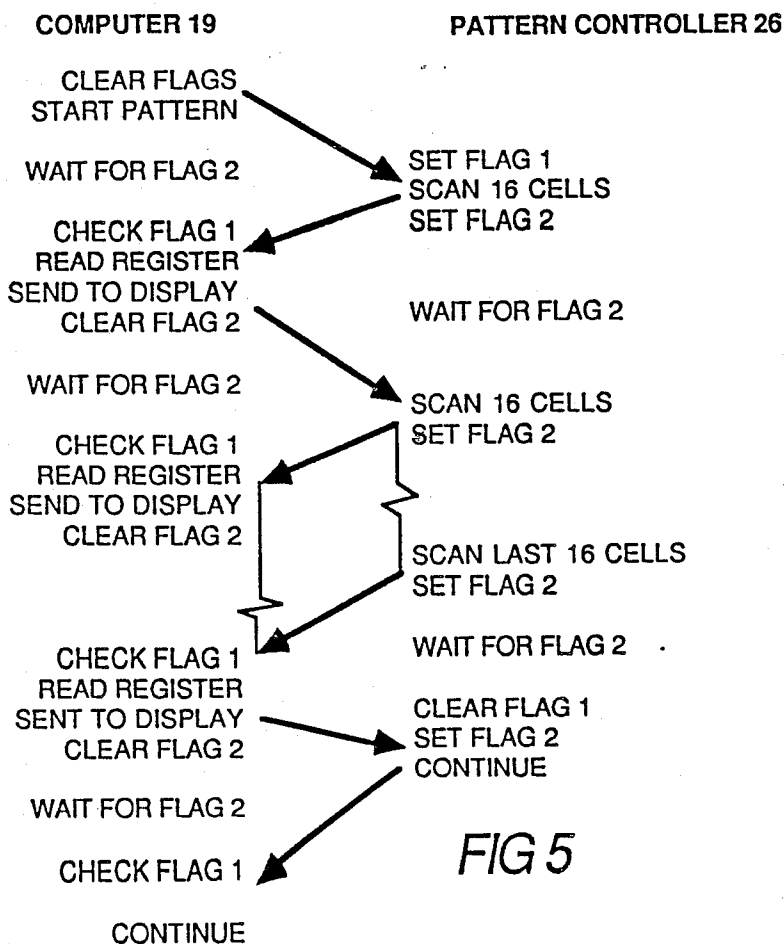 COMPUTER 19
PATTERN CONTROLLER 26
CLEAR FLAGS
START PATTERN
WAIT FOR FLAG 2
SET FLAG 1
SCAN 16 CELLS
SET FLAG 2
CHECK FLAG 1
READ REGISTER
SEND TO DISPLAY
CLEAR FLAG 2
WAIT FOR FLAG 2
WAIT FOR FLAG 2
SCAN 16 CELLS
SET FLAG 2
CHECK FLAG 1
READ REGISTER
SEND TO DISPLAY
CLEAR FLAG 2
SCAN LAST 16 CELLS
SET FLAG 2
WAIT FOR FLAG 2
CHECK FLAG 1
READ REGISTER
SENT TO DISPLAY
CLEAR FLAG 2
CLEAR FLAG 1
SET FLAG 2
CONTINUE
WAIT FOR FLAG 2
CHECK FLAG 1
CONTINUE
FIG 5